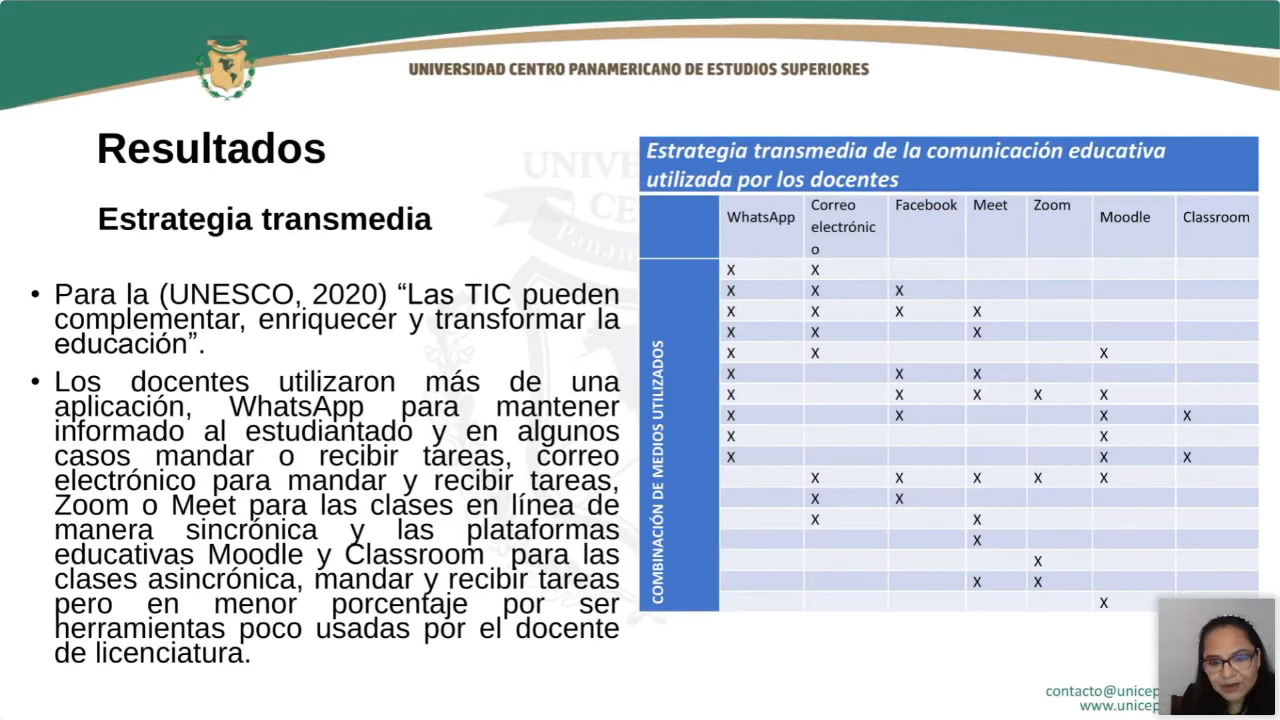 UNIVERSIDAD CENTRO PANAMERICANO DE ESTUDIOS SUPERIORES
Resultados
Estrategia transmedia
• Para la (UNESCO, 2020) “Las TIC pueden
complementar, enriquecer y transformar la
educación”.
• Los docentes utilizaron más de una
aplicación, WhatsApp para mantener
informado al estudiantado y en algunos
casos mandar o recibir tareas, correo
electrónico para mandar y recibir tareas,
Zoom o Meet para las clases en línea de
manera sincrónica y las plataformas
educativas Moodle y Classroom para las
clases asincrónica, mandar y recibir tareas
pero en menor porcentaje por ser
herramientas poco usadas por el docente
de licenciatura.
Estrategia transmedia de la comunicación educativa
utilizada por los docentes
WhatsApp Correo electrónic o Facebook Meet Zoom Moodle Classroom
COMBINACIÓN DE MEDIOS UTILIZADOS
X X
X X X
X X X X
X X X
X X X
X X X
X X X X X
X X X X
X X
X X X
X X X X X
X X
X X
X
X
X X
X
contacto@unicep
www.unicep